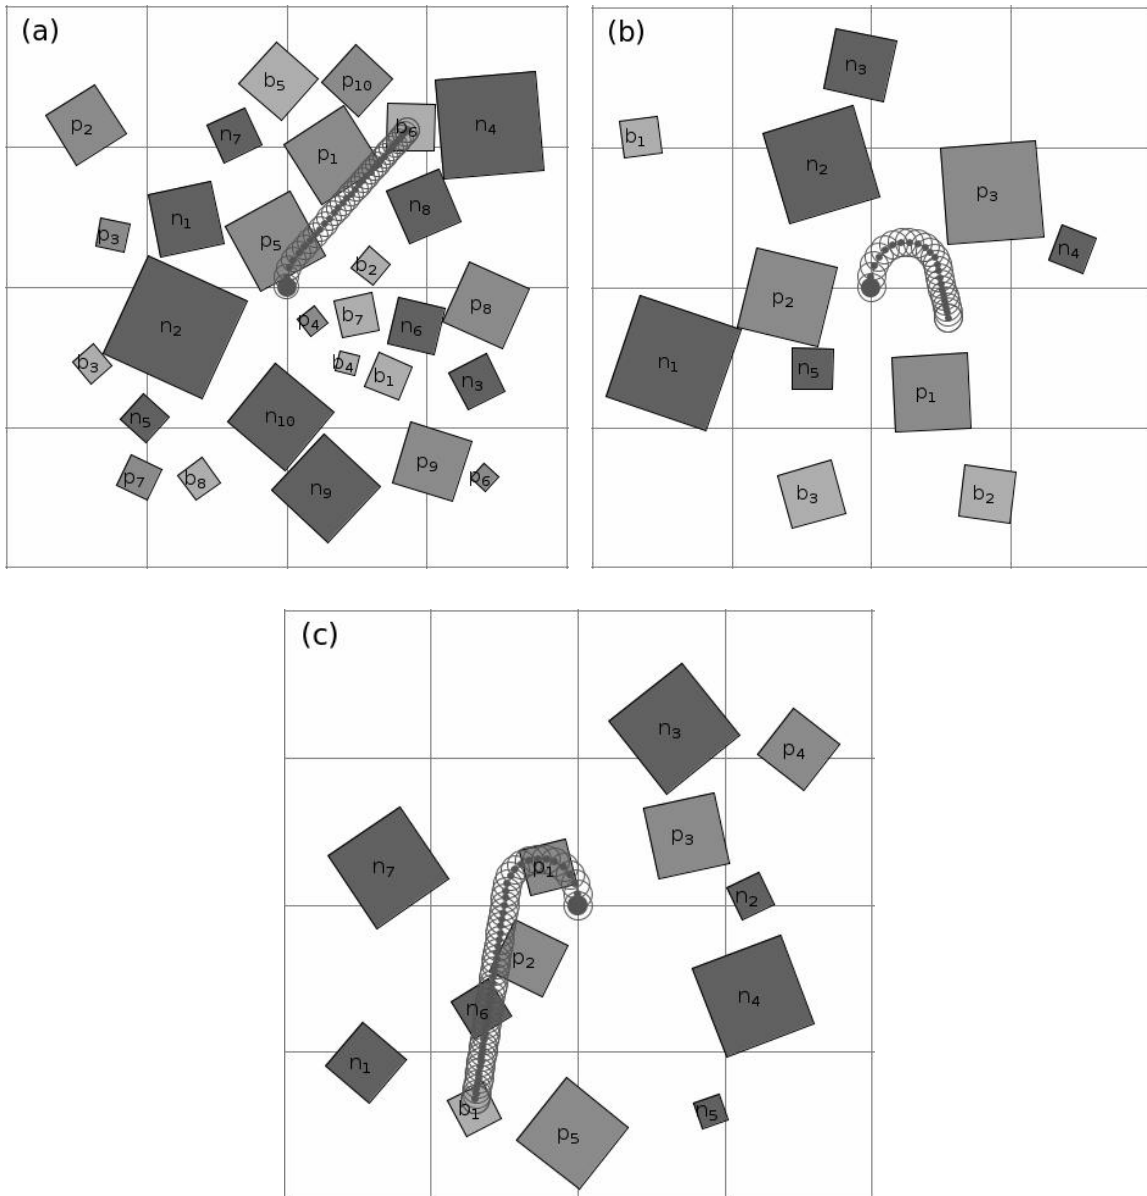 (a)
b₅
p₁₀
p₂
n₇
b₆
n₄
p₁
n₁
n₈
p₃
p₅
b₂
n₂
p₄
b₇
n₆
p₈
b₃
b₄
b₁
n₃
n₅
n₁₀
p₇
b₈
n₉
p₉
p₆
(b)
n₃
b₁
n₂
p₃
n₄
p₂
n₁
n₅
p₁
b₃
b₂
(c)
n₃
p₄
p₃
n₇
p₁
n₂
p₂
n₄
n₆
n₁
b₁
n₅
p₅